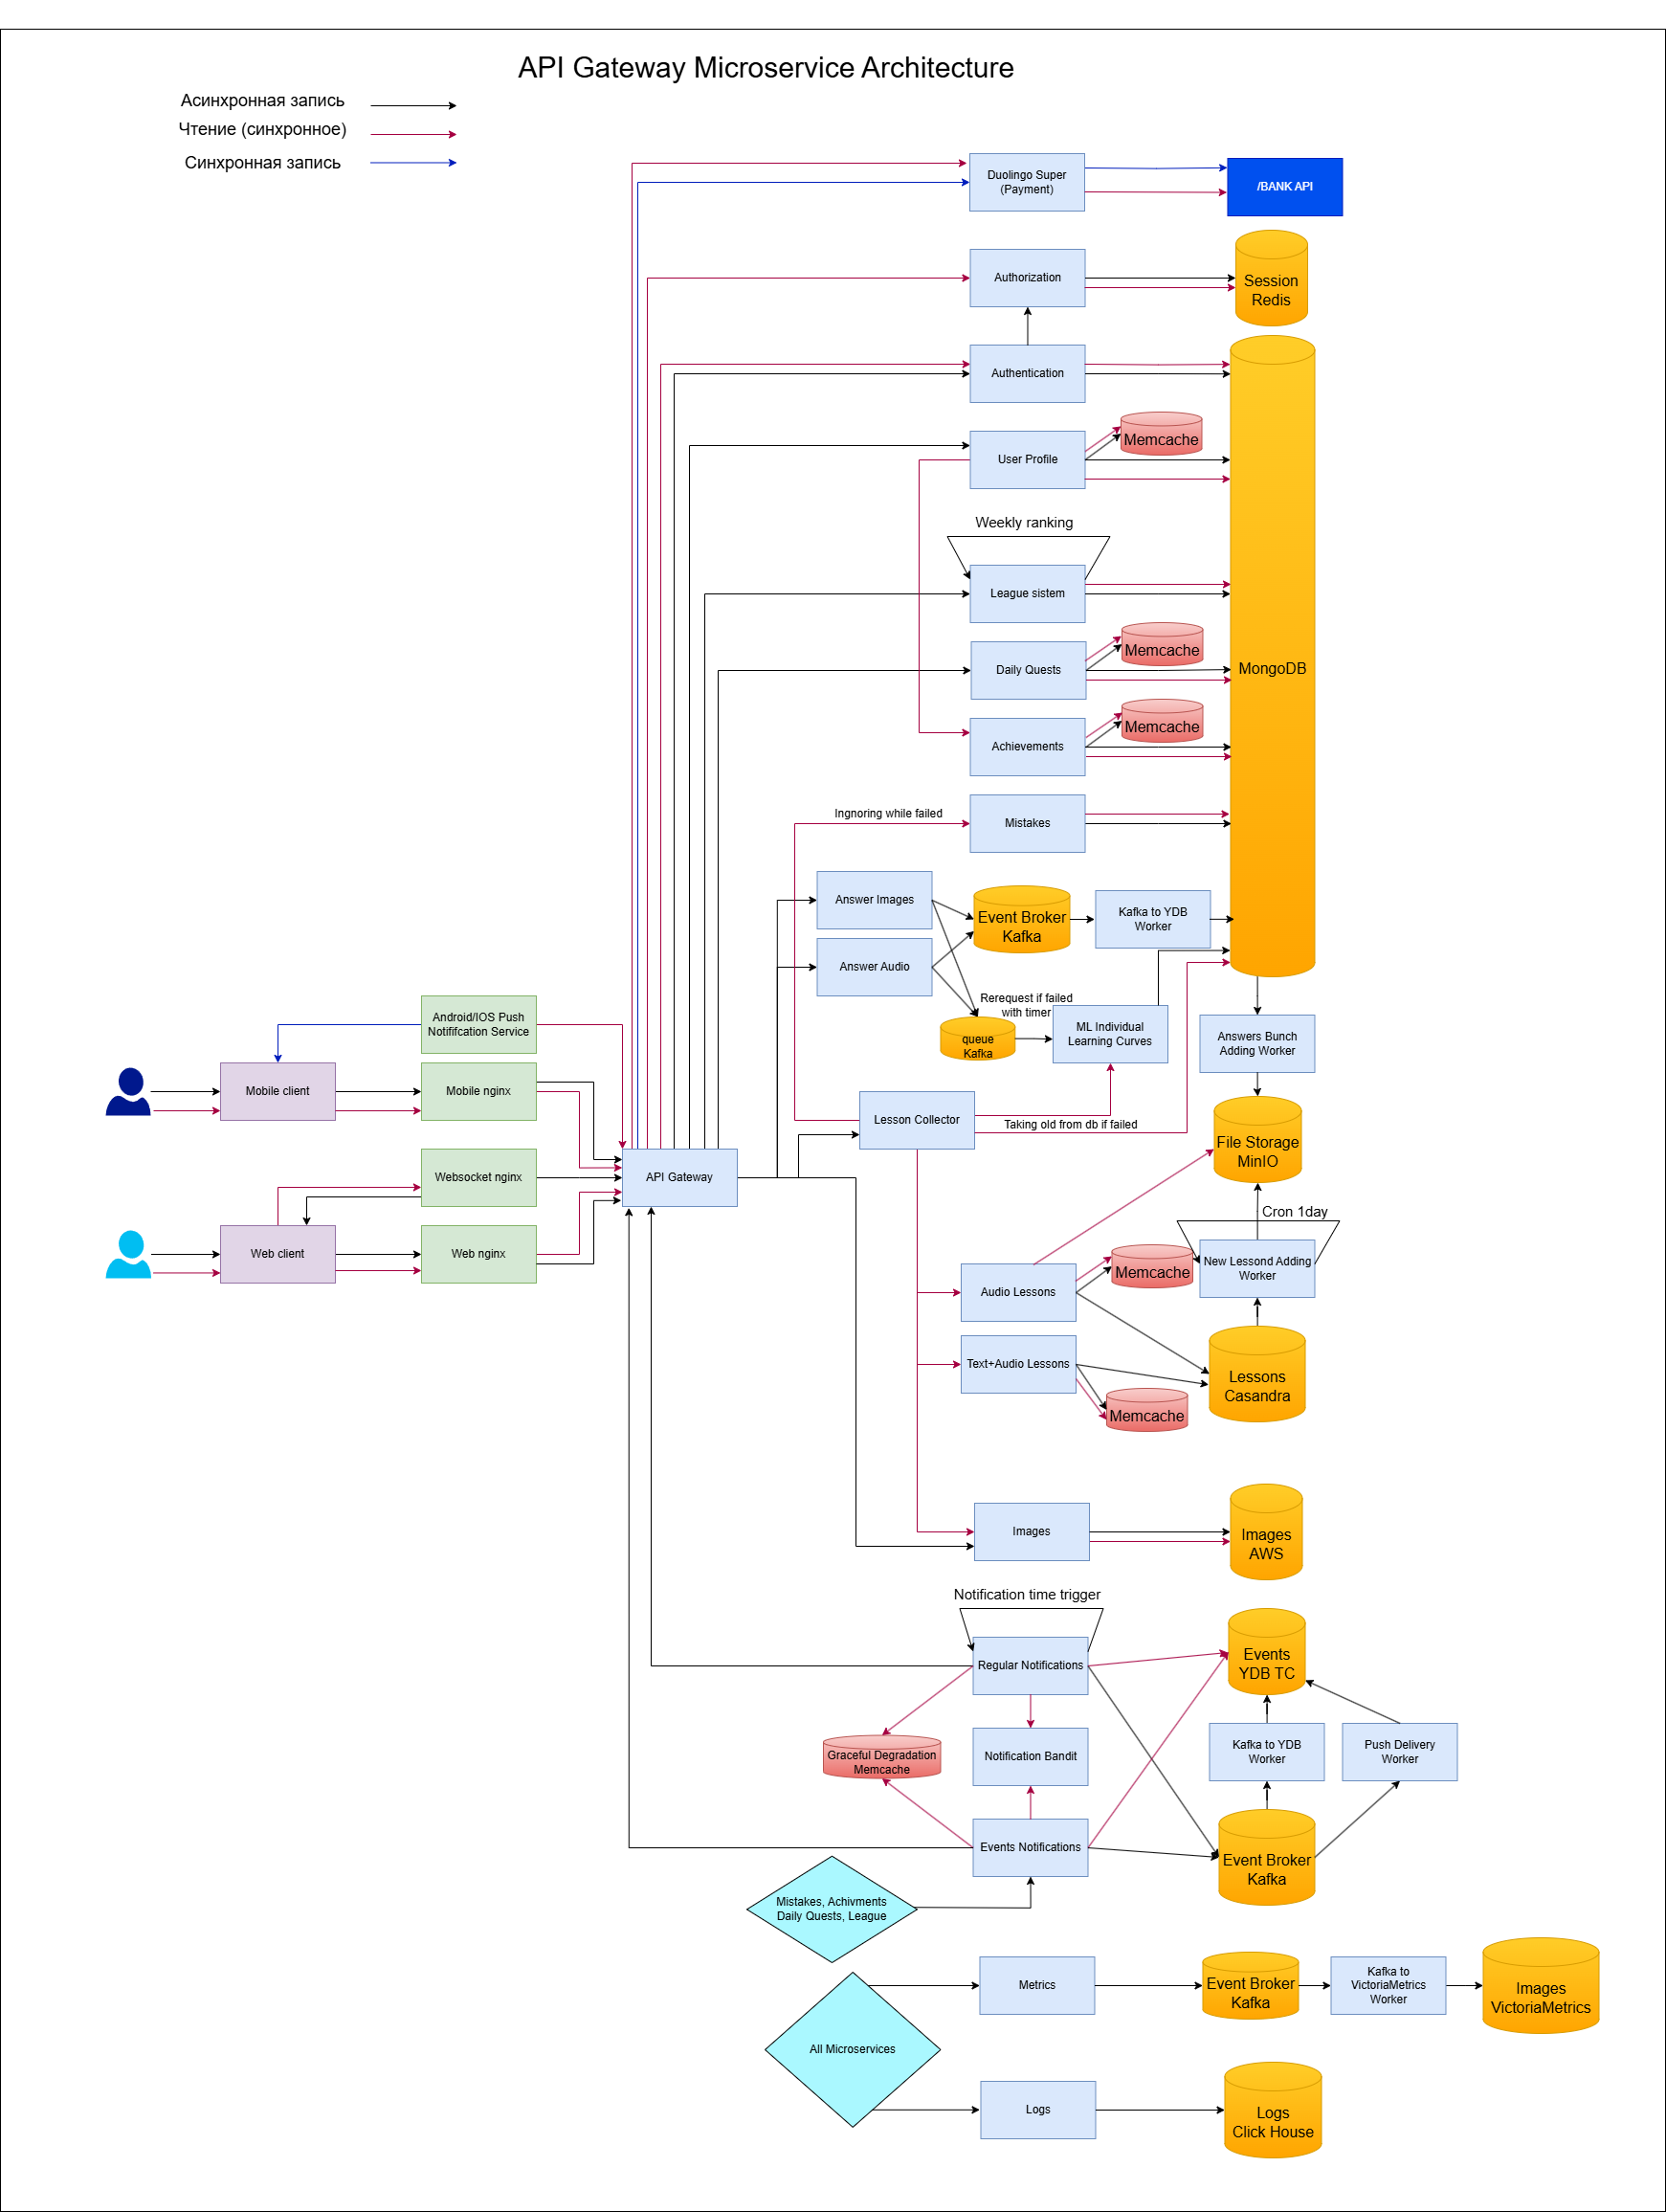 API Gateway Microservice Architecture
Асинхронная запись
Чтение (синхронное)
Синхронная запись
Duolingo Super
(Payment)
/BANK API
Authorization
Session
Redis
Authentication
User Profile
Memcache
Weekly ranking
League sistem
Daily Quests
Memcache
MongoDB
Achievements
Memcache
Ingnoring while failed
Mistakes
Answer Images
Event Broker
Kafka
Kafka to YDB
Worker
Answer Audio
Rerequest if failed
with timer
queue
Kafka
ML Individual
Learning Curves
Answers Bunch
Adding Worker
Android/IOS Push
Notififcation Service
Mobile client
Mobile nginx
Lesson Collector
Taking old from db if failed
File Storage
MinIO
Websocket nginx
API Gateway
Web client
Web nginx
Cron 1day
Memcache
New Lessond Adding
Worker
Audio Lessons
Text+Audio Lessons
Lessons
Casandra
Memcache
Images
Images
AWS
Notification time trigger
Regular Notifications
Events
YDB TC
Graceful Degradation
Memcache
Notification Bandit
Kafka to YDB
Worker
Push Delivery
Worker
Events Notifications
Event Broker
Kafka
Mistakes, Achivments
Daily Quests, League
Metrics
Event Broker
Kafka
Kafka to
VictoriaMetrics
Worker
Images
VictoriaMetrics
All Microservices
Logs
Logs
Click House